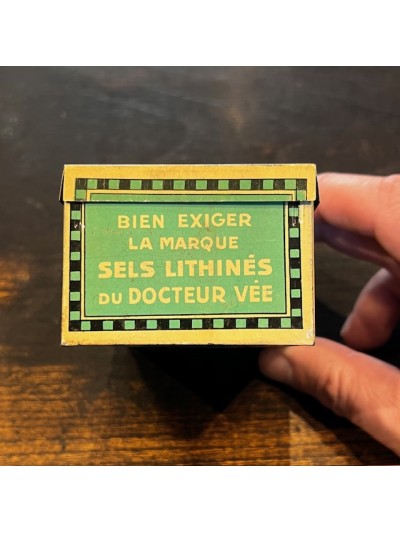 BIEN EXIGER
LA MARQUE
SELS LITHINÉS
DU DOCTEUR VÉE